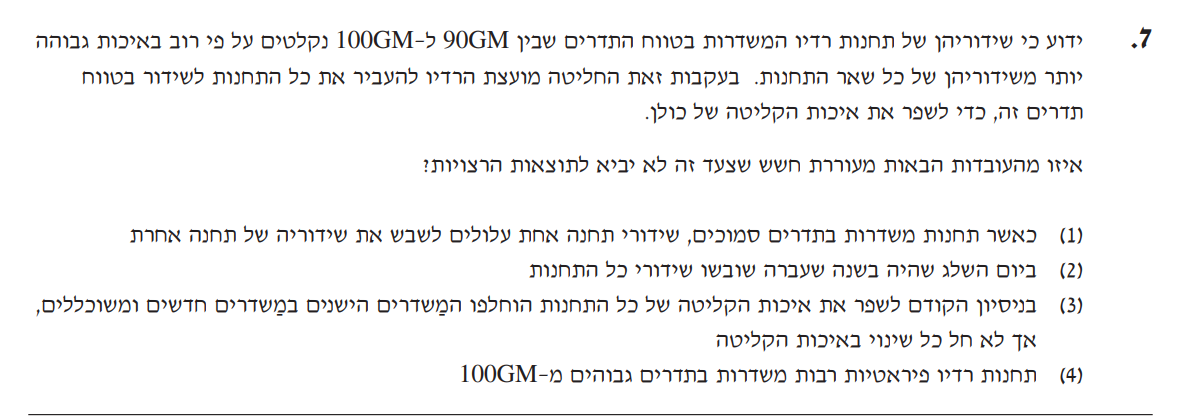 7. ידוע כי שידוריהן של תחנות רדיו המשדרות בטווח התדרים שבין 90GM ל-100GM נקלטים על פי רוב באיכות גבוהה
יותר משידוריהן של כל שאר התחנות. בעקבות זאת החליטה מועצת הרדיו להעביר את כל התחנות לשידור בטווח
תדרים זה, כדי לשפר את איכות הקליטה של כולן.
איזו מהעובדות הבאות מעוררת חשש שצעד זה לא יביא לתוצאות הרצויות?
(1) כאשר תחנות משדרות בתדרים סמוכים, שידורי תחנה אחת עלולים לשבש את שידוריה של תחנה אחרת
(2) ביום השלג שהיה בשנה שעברה שובשו שידורי כל התחנות
(3) בניסיון הקודם לשפר את איכות הקליטה של כל התחנות הוחלפו המַשדרים הישנים במַשדרים חדשים ומשוכללים,
אך לא חל כל שינוי באיכות הקליטה
(4) תחנות רדיו פיראטיות רבות משדרות בתדרים גבוהים מ-100GM